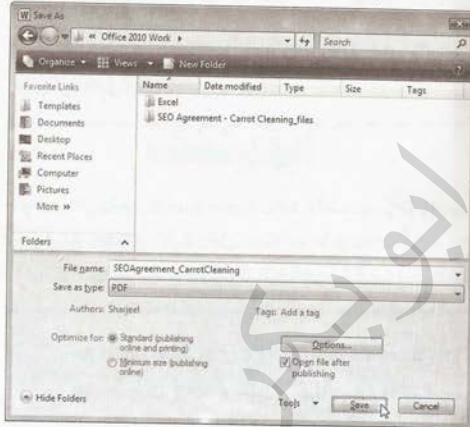 Save As
« Office 2010 Work
Search
Organize Views New Folder
Favorite Links
Templates
Documents
Desktop
Recent Places
Computer
Pictures
More »
Folders
Name Date modified Type Size Tags
Excel
SEO Agreement - Carrot Cleaning_files
File name: SEOAgreement_CarrotCleaning
Save as type: PDF
Authors: Sharjeel Tags: Add a tag
Optimize for: Standard (publishing
online and printing)
Minimum size (publishing
online)
Options...
Open file after
publishing
Hide Folders Tools Save Cancel